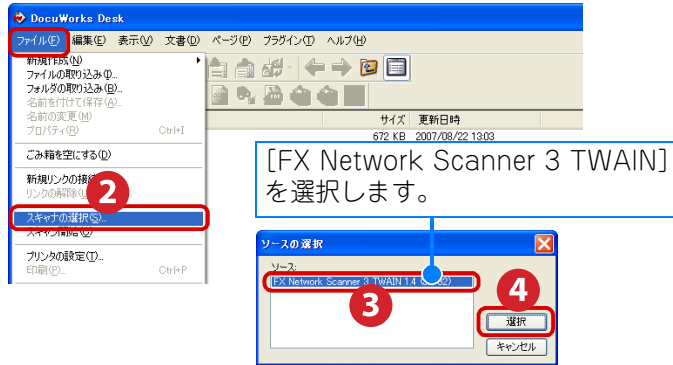 DocuWorks Desk
ファイル(F) 編集(E) 表示(V) 文書(D) ページ(P) プラグイン(T) ヘルプ(H)
新規作成(N)
ファイルの取り込み(I)...
フォルダの取り込み(B)...
名前を付けて保存(A)...
名前の変更(M)
プロパティ(R) Ctrl+I
サイズ 更新日時
672 KB 2007/08/22 13:03
ごみ箱を空にする(D)
新規リンクの接続
リンクの解除(L)
2
スキャナの選択(S)...
スキャン開始(C)
プリンタの設定(T)...
印刷(P)... Ctrl+P
[FX Network Scanner 3 TWAIN]
を選択します。
ソースの選択
ソース:
FX Network Scanner 3 TWAIN 1.4
3
4
選択
キャンセル